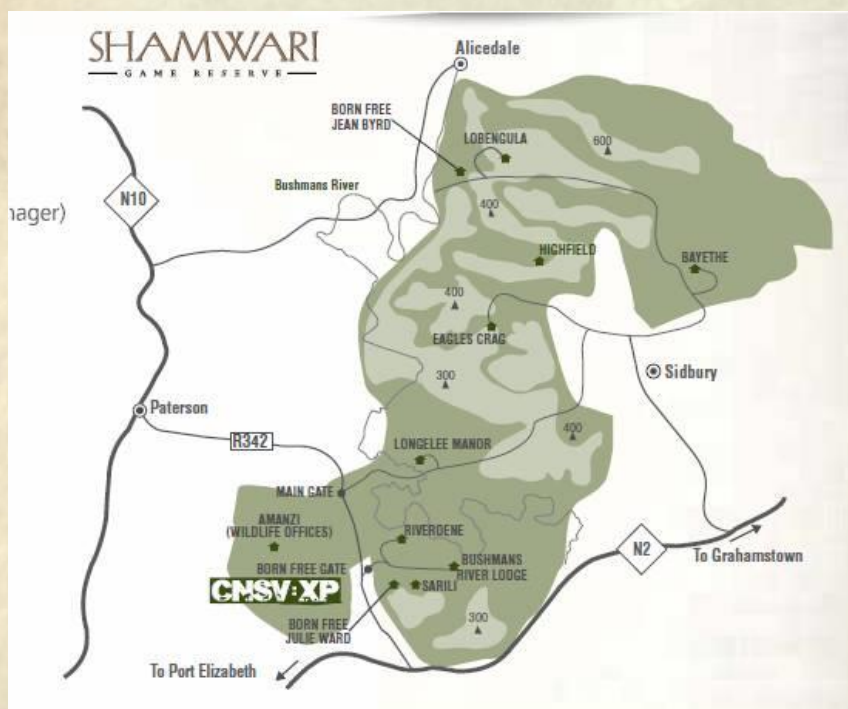 SHAMWARI
GAME RESERVE
Alicedale
BORN FREE
JEAN BYRD
LOBENGULA
600
Bushmans River
N10
nager)
400
HIGHFIELD
BAYETHE
400
EAGLES CRAG
300
Sidbury
Paterson
400
R342
LONGELEE MANOR
MAIN GATE
AMANZI
(WILDLIFE OFFICES)
RIVERDENE
N2
To Grahamstown
BORN FREE GATE
BUSHMANS
RIVER LODGE
CNSV:XP
SARILI
BORN FREE
JULIE WARD
300
To Port Elizabeth